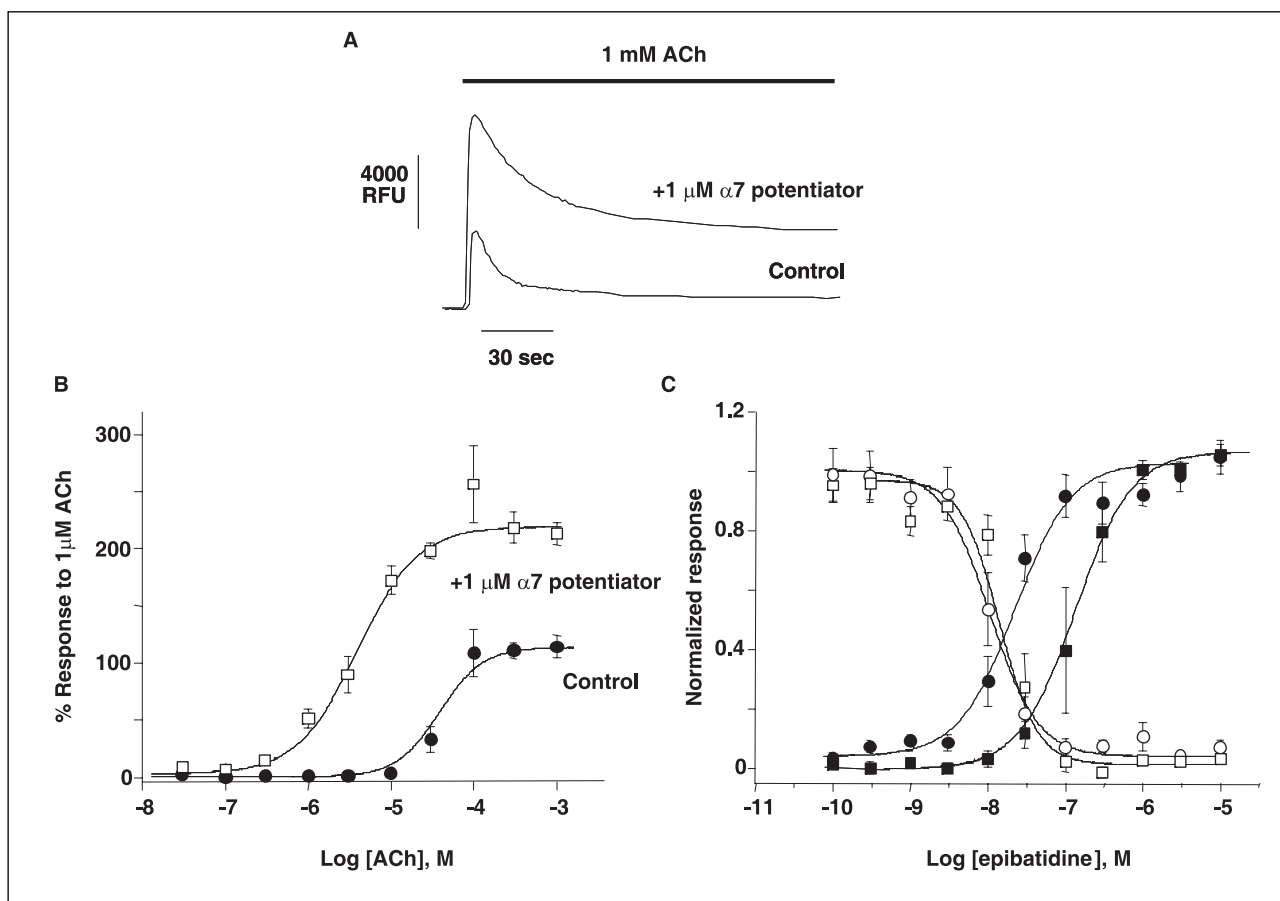 A
1 mM ACh
4000
RFU
+1 μM α7 potentiator
Control
30 sec
B
% Response to 1μM ACh
300
200
100
0
+1 μM α7 potentiator
Control
-8
-7
-6
-5
-4
-3
Log [ACh], M
C
Normalized response
1.2
0.8
0.4
0
-11
-10
-9
-8
-7
-6
-5
Log [epibatidine], M